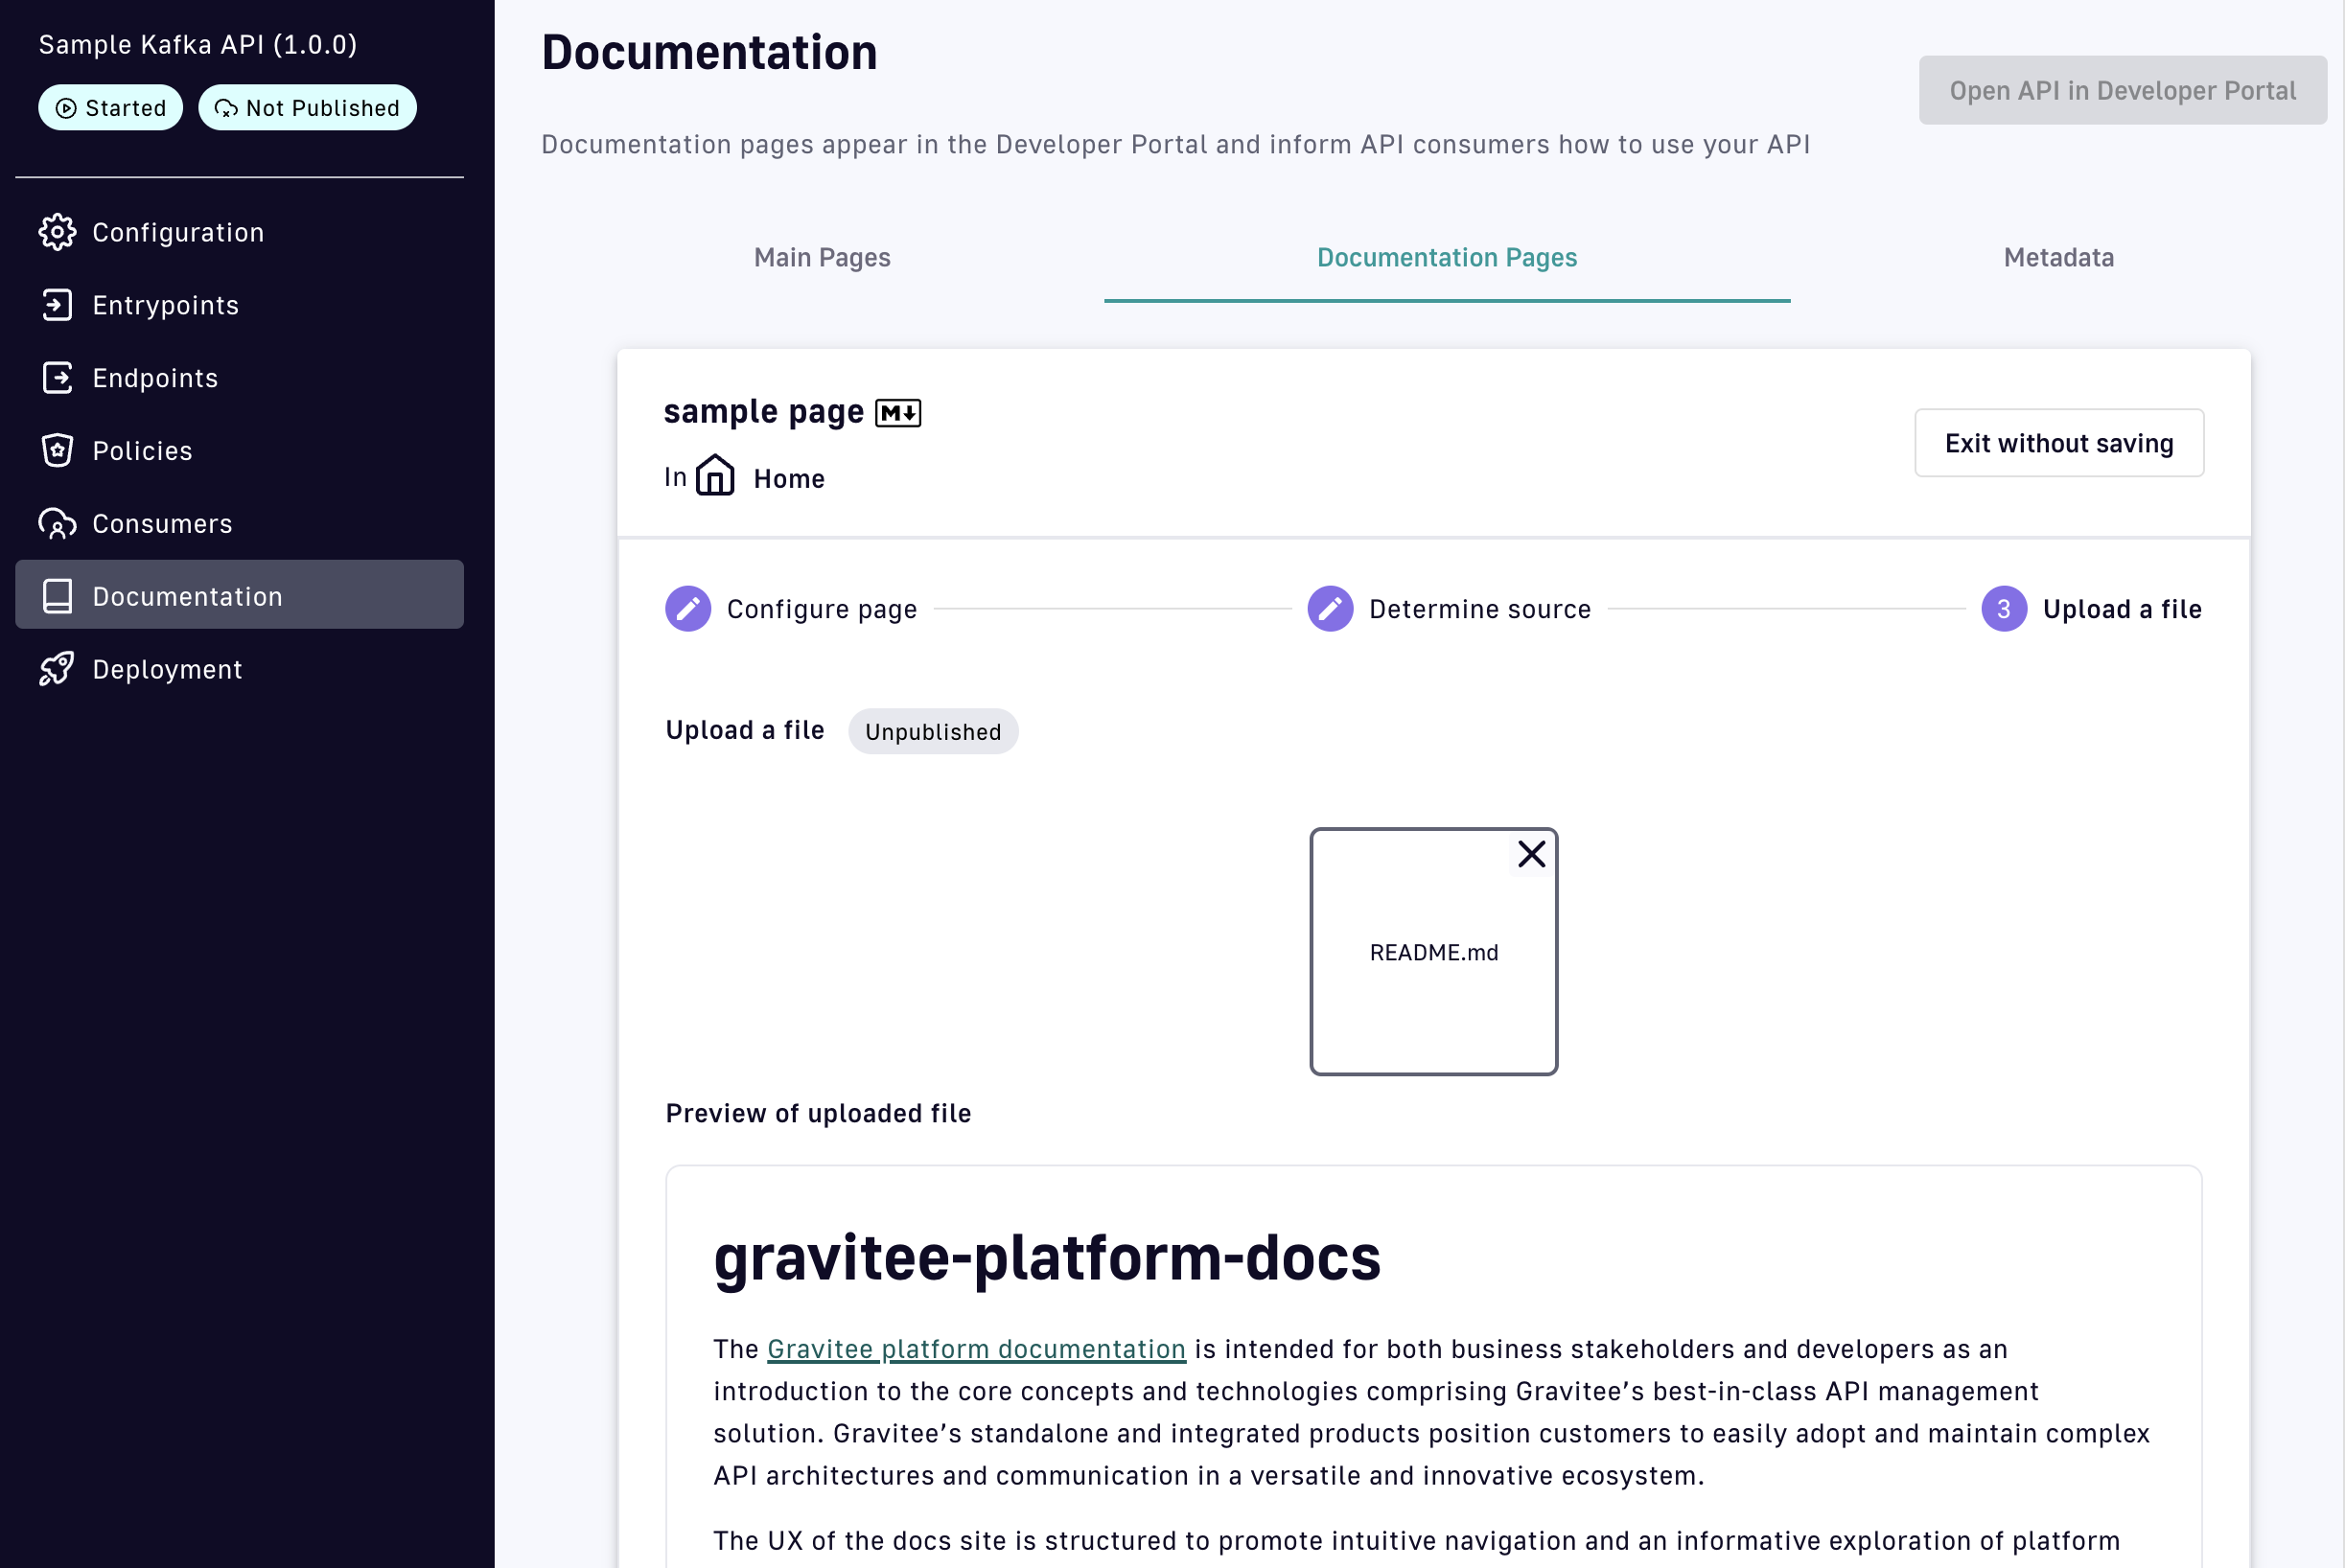 Sample Kafka API (1.0.0)
Started
Not Published
Configuration
Entrypoints
Endpoints
Policies
Consumers
Documentation
Deployment
Documentation
Open API in Developer Portal
Documentation pages appear in the Developer Portal and inform API consumers how to use your API
Main Pages
Documentation Pages
Metadata
sample page M
In Home
Exit without saving
Configure page
Determine source
3 Upload a file
Upload a file
Unpublished
README.md
Preview of uploaded file
gravitee-platform-docs
The Gravitee platform documentation is intended for both business stakeholders and developers as an
introduction to the core concepts and technologies comprising Gravitee’s best-in-class API management
solution. Gravitee’s standalone and integrated products position customers to easily adopt and maintain complex
API architectures and communication in a versatile and innovative ecosystem.
The UX of the docs site is structured to promote intuitive navigation and an informative exploration of platform